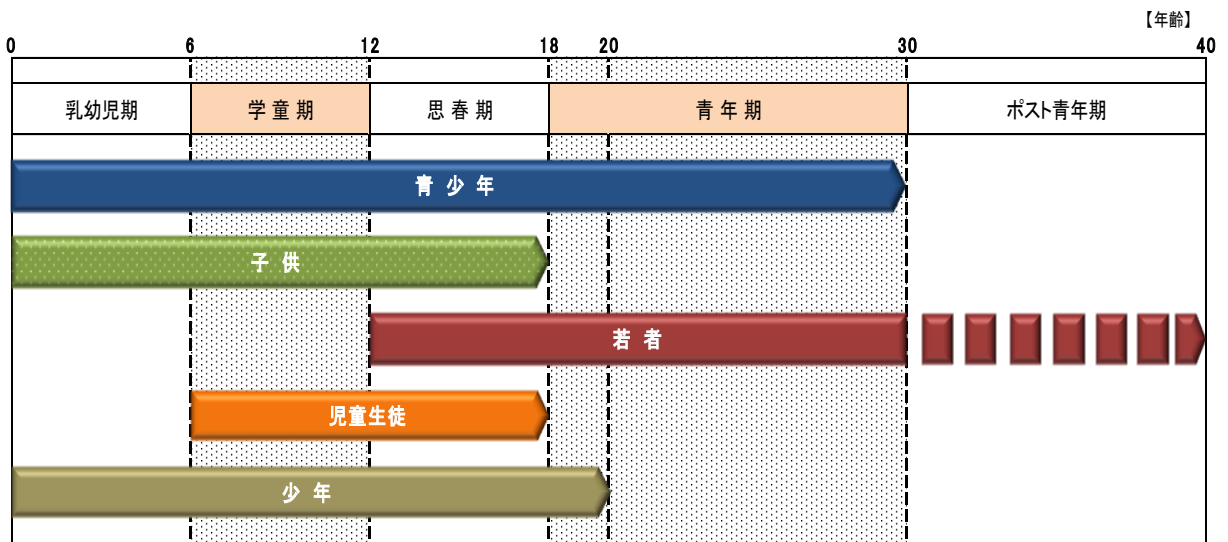 【年齢】
0 6 12 18 20 30 40
乳幼児期 学童期 思春期 青年期 ポスト青年期
青少年
子供
若者
児童生徒
少年